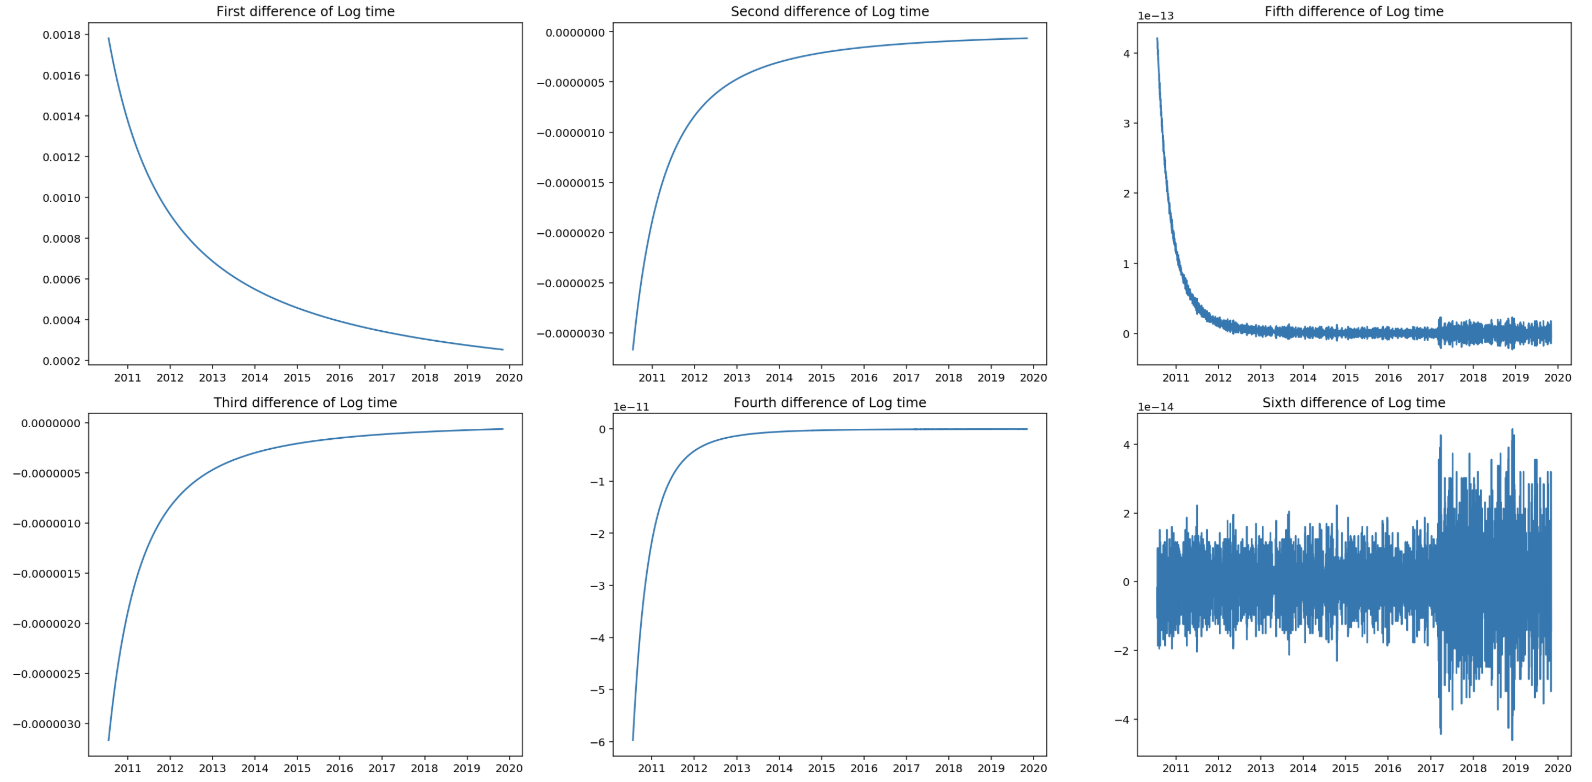 First difference of Log time
0.0018
0.0016
0.0014
0.0012
0.0010
0.0008
0.0006
0.0004
0.0002
2011 2012 2013 2014 2015 2016 2017 2018 2019 2020
Second difference of Log time
0.0000000
−0.0000005
−0.0000010
−0.0000015
−0.0000020
−0.0000025
−0.0000030
2011 2012 2013 2014 2015 2016 2017 2018 2019 2020
Fifth difference of Log time
1e−13
4
3
2
1
0
2011 2012 2013 2014 2015 2016 2017 2018 2019 2020
Third difference of Log time
0.0000000
−0.0000005
−0.0000010
−0.0000015
−0.0000020
−0.0000025
−0.0000030
2011 2012 2013 2014 2015 2016 2017 2018 2019 2020
Fourth difference of Log time
1e−11
0
−1
−2
−3
−4
−5
−6
2011 2012 2013 2014 2015 2016 2017 2018 2019 2020
Sixth difference of Log time
1e−14
4
2
0
−2
−4
2011 2012 2013 2014 2015 2016 2017 2018 2019 2020